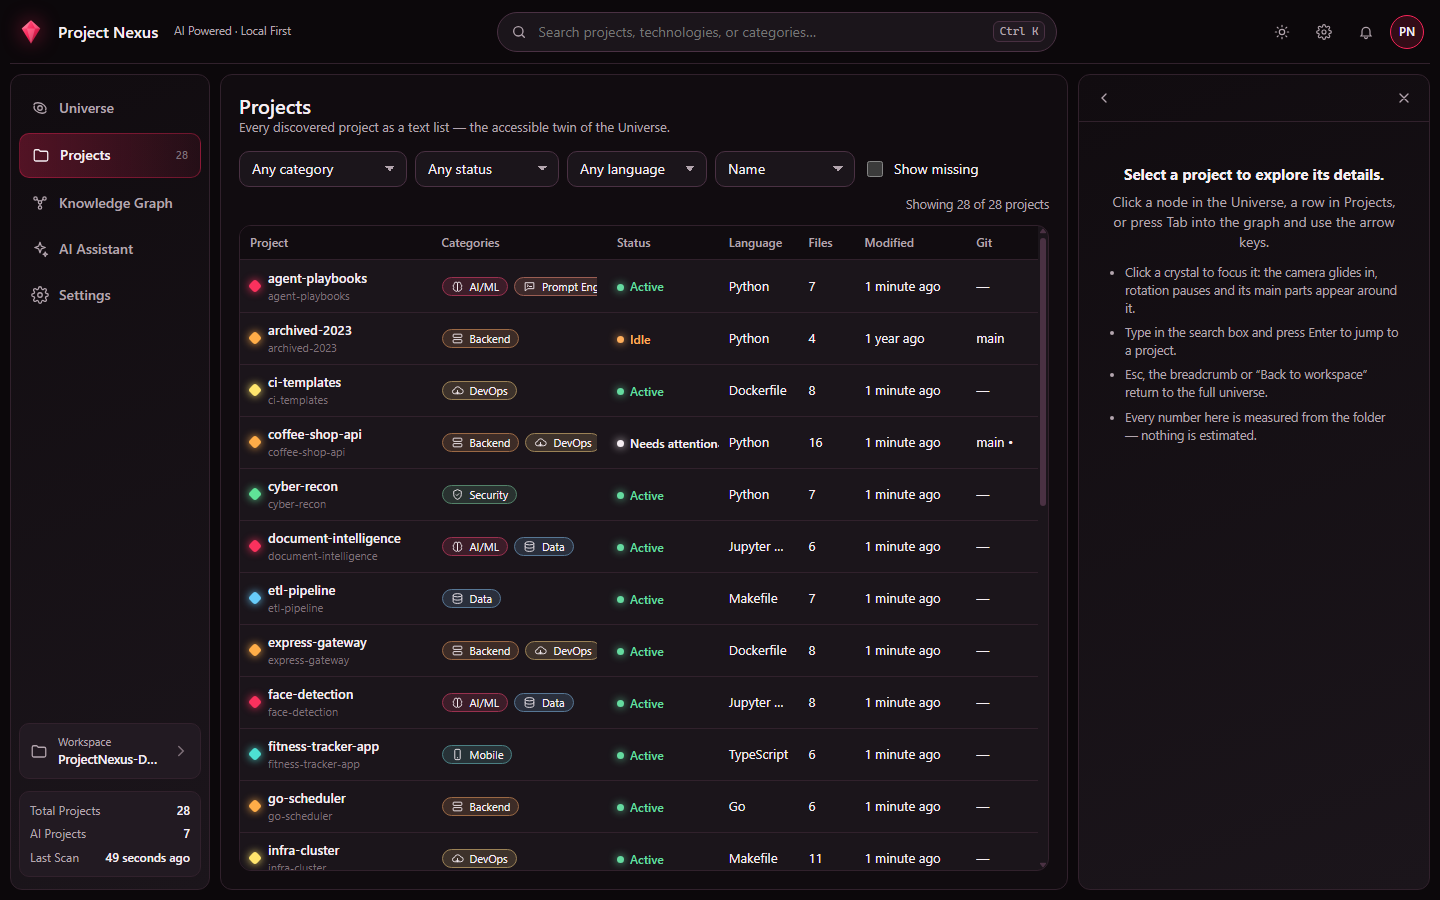 Project Nexus
AI Powered · Local First
Search projects, technologies, or categories...
Ctrl K
PN
Universe
Projects 28
Knowledge Graph
AI Assistant
Settings
Workspace
ProjectNexus-D...
Total Projects 28
AI Projects 7
Last Scan 49 seconds ago
Projects
Every discovered project as a text list — the accessible twin of the Universe.
Any category Any status Any language Name Show missing
Showing 28 of 28 projects
Project Categories Status Language Files Modified Git
agent-playbooks AI/ML Prompt Eng Active Python 7 1 minute ago —
agent-playbooks
archived-2023 Backend Idle Python 4 1 year ago main
archived-2023
ci-templates DevOps Active Dockerfile 8 1 minute ago —
ci-templates
coffee-shop-api Backend DevOps Needs attention Python 16 1 minute ago main •
coffee-shop-api
cyber-recon Security Active Python 7 1 minute ago —
cyber-recon
document-intelligence AI/ML Data Active Jupyter ... 6 1 minute ago —
document-intelligence
etl-pipeline Data Active Makefile 7 1 minute ago —
etl-pipeline
express-gateway Backend DevOps Active Dockerfile 8 1 minute ago —
express-gateway
face-detection AI/ML Data Active Jupyter ... 8 1 minute ago —
face-detection
fitness-tracker-app Mobile Active TypeScript 6 1 minute ago —
fitness-tracker-app
go-scheduler Backend Active Go 6 1 minute ago —
go-scheduler
infra-cluster DevOps Active Makefile 11 1 minute ago —
infra-cluster
Select a project to explore its details.
Click a node in the Universe, a row in Projects,
or press Tab into the graph and use the arrow
keys.
• Click a crystal to focus it: the camera glides in,
rotation pauses and its main parts appear around
it.
• Type in the search box and press Enter to jump to
a project.
• Esc, the breadcrumb or “Back to workspace”
return to the full universe.
• Every number here is measured from the folder
— nothing is estimated.